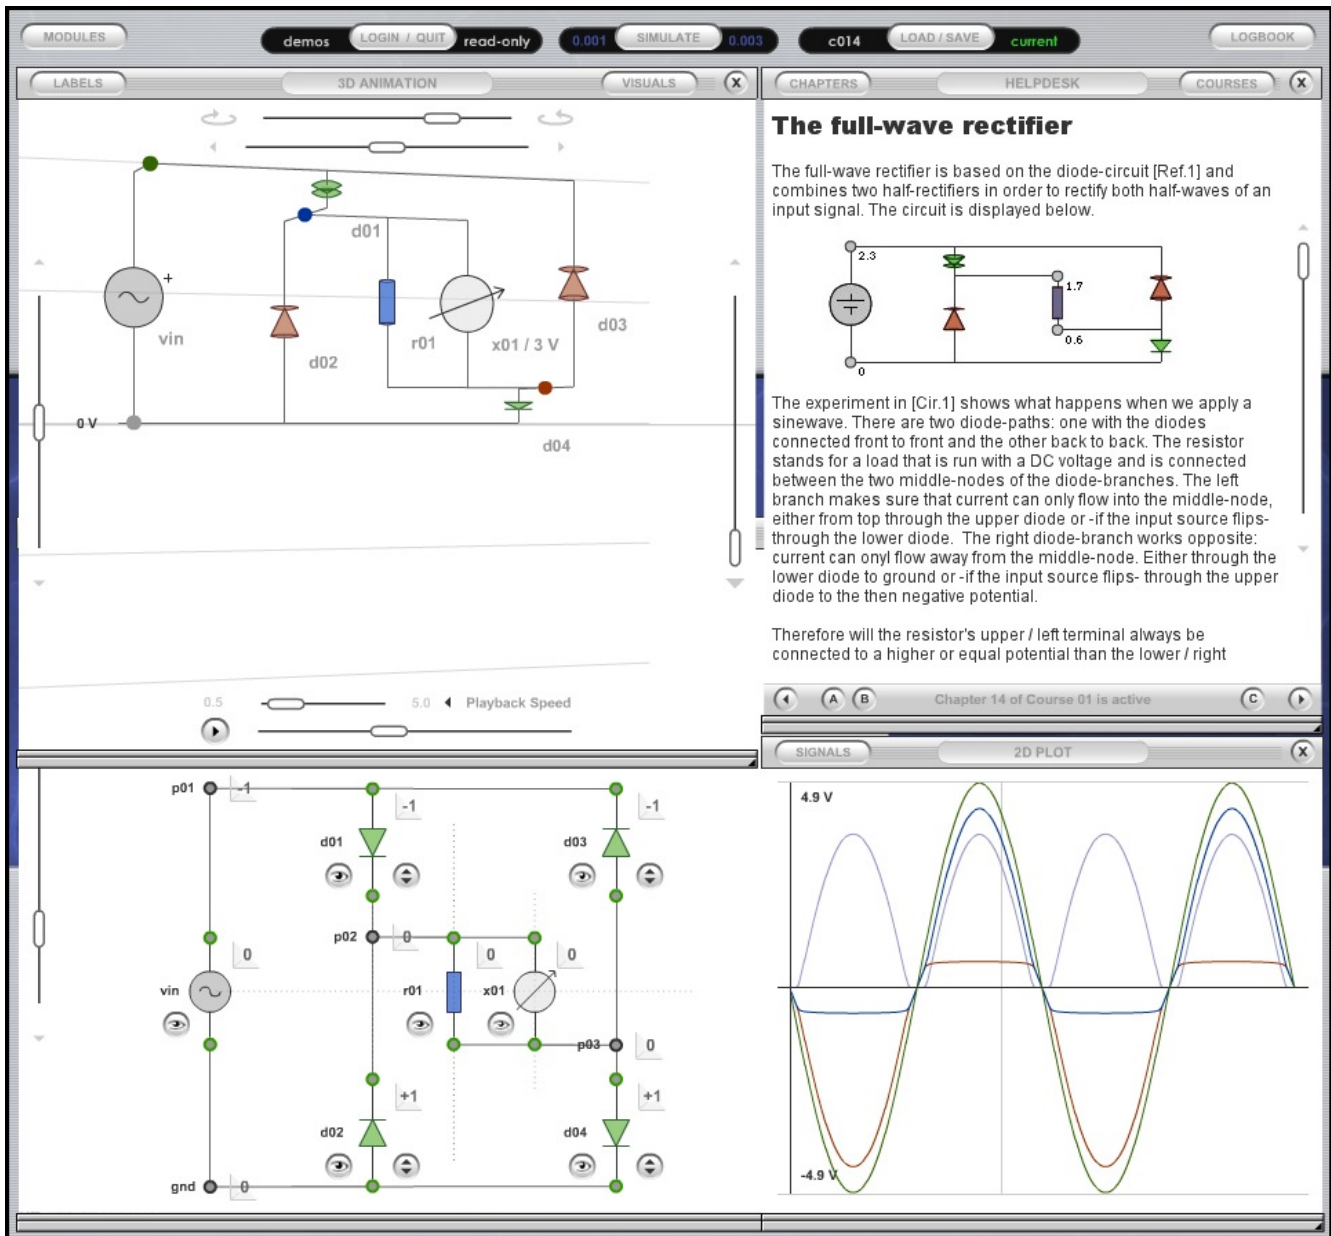 MODULES
demos LOGIN / QUIT read-only
0.001 SIMULATE 0.003
c014 LOAD / SAVE current
LOGBOOK
LABELS 3D ANIMATION VISUALS X
d01
+
vin
d02
r01
x01 / 3 V
d03
0 V
d04
0.5 5.0 Playback Speed
CHAPTERS HELPDESK COURSES X
The full-wave rectifier
The full-wave rectifier is based on the diode-circuit [Ref.1] and
combines two half-rectifiers in order to rectify both half-waves of an
input signal. The circuit is displayed below.
2.3
1.7
0.6
0
The experiment in [Cir.1] shows what happens when we apply a
sinewave. There are two diode-paths: one with the diodes
connected front to front and the other back to back. The resistor
stands for a load that is run with a DC voltage and is connected
between the two middle-nodes of the diode-branches. The left
branch makes sure that current can only flow into the middle-node,
either from top through the upper diode or -if the input source flips-
through the lower diode.  The right diode-branch works opposite:
current can onyl flow away from the middle-node. Either through the
lower diode to ground or -if the input source flips- through the upper
diode to the then negative potential.
Therefore will the resistor's upper / left terminal always be
connected to a higher or equal potential than the lower / right
A B Chapter 14 of Course 01 is active C
p01 -1
-1
-1
d01
d03
p02 0
0
0
0
vin
r01
x01
p03 0
+1
+1
d02
d04
gnd 0
SIGNALS 2D PLOT X
4.9 V
-4.9 V